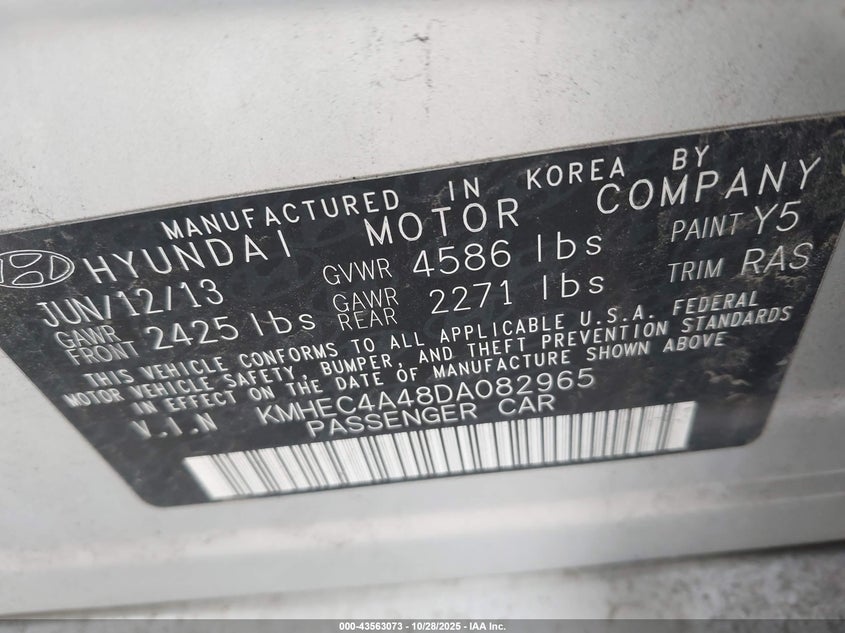 MANUFACTURED IN KOREA BY
HYUNDAI MOTOR COMPANY
JUN/12/13 GVWR 4586 lbs PAINT Y5
GAWR FRONT 2425 lbs GAWR REAR 2271 lbs TRIM RAS
THIS VEHICLE CONFORMS TO ALL APPLICABLE U.S.A. FEDERAL
MOTOR VEHICLE SAFETY, BUMPER, AND THEFT PREVENTION STANDARDS
IN EFFECT ON THE DATE OF MANUFACTURE SHOWN ABOVE
V.I.N KMHEC4A48DA082965
PASSENGER CAR
000-43563073 | 10/28/2025 - IAA Inc.